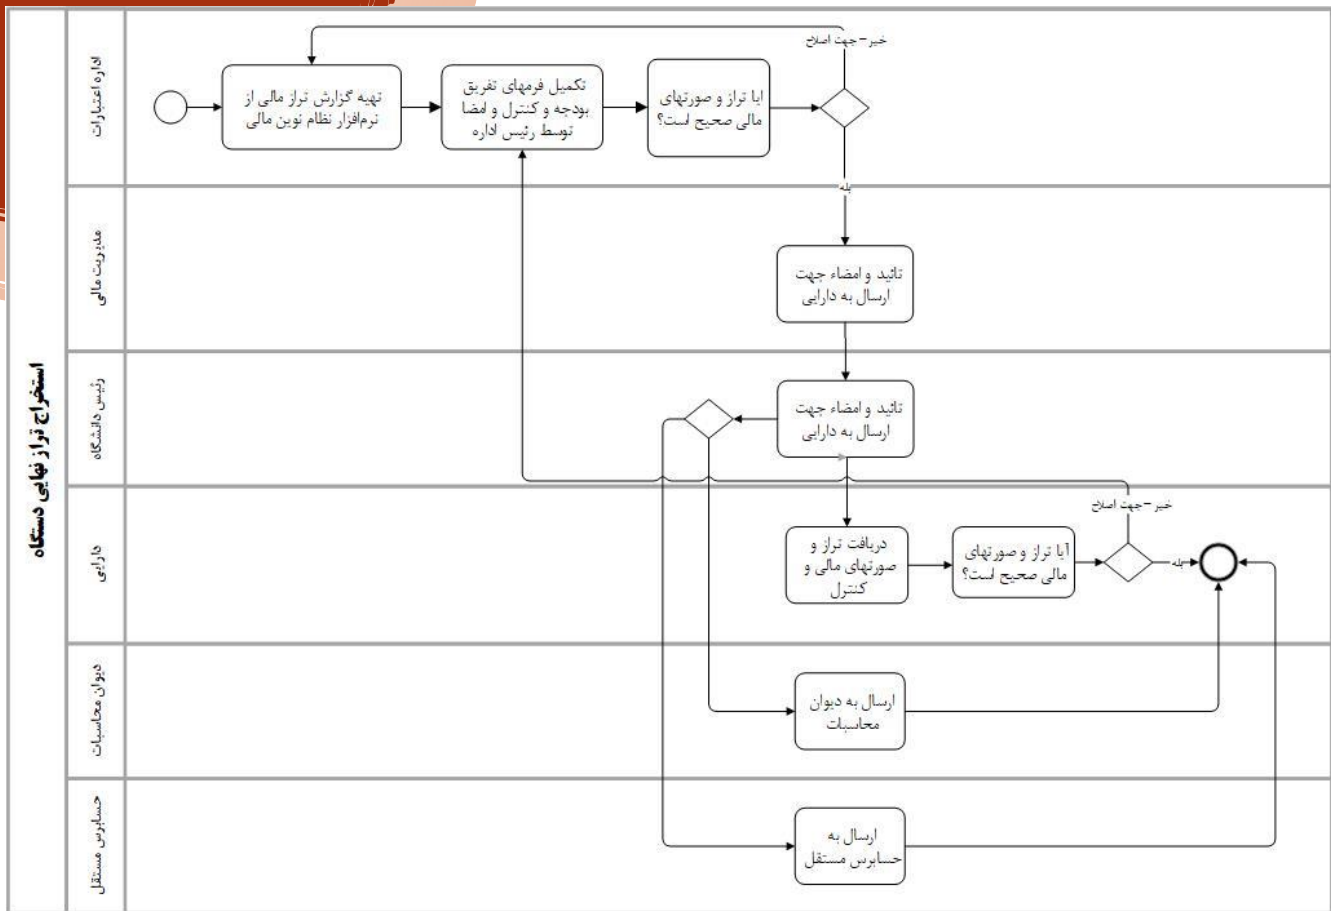 استخراج تراز نهایی دستگاه
اداره اعتبارات
خیر – جهت اصلاح
تهیه گزارش تراز مالی از
نرم‌افزار نظام نوین مالی
تکمیل فرمهای تفریق
بودجه و کنترل و امضا
توسط رئیس اداره
ایا تراز و صورتهای
مالی صحیح است؟
بله
مدیریت مالی
تائید و امضاء جهت
ارسال به دارایی
رئیس دانشگاه
تائید و امضاء جهت
ارسال به دارایی
دارایی
خیر – جهت اصلاح
دریافت تراز و
صورتهای مالی و
کنترل
آیا تراز و صورتهای
مالی صحیح است؟
بله
دیوان محاسبات
ارسال به دیوان
محاسبات
حسابرس مستقل
ارسال به
حسابرس مستقل